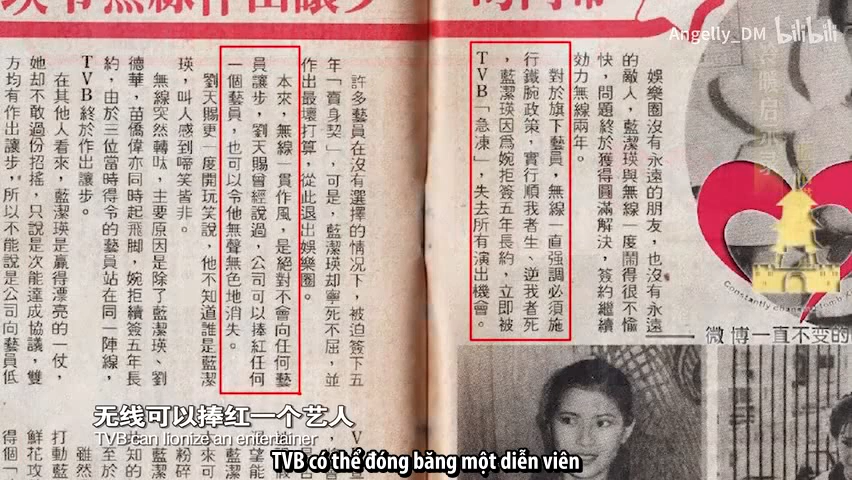 Angelly_DM bilibili
娛樂圈沒有永遠的朋友，也沒有永遠
的敵人，藍潔瑛與無線一度鬧得很不愉
快，問題終於獲得圓滿解決，簽約繼續
效力無線兩年。
對於旗下藝員，無線一直强調必須施
行鐵腕政策，實行順我者生、逆我者死
，藍潔瑛因為婉拒簽五年長約，立即被
TVB「急凍」，失去所有演出機會。
許多藝員在沒有選擇的情況下，被迫簽下五
年「賣身契」，可是，藍潔瑛却寧死不屈，並
作出最壞打算，從此退出娛樂圈。
本來，無線一貫作風，是絕對不會向任何藝
員讓步，劉天賜曾經說過，公司可以捧紅任何
一個藝員，也可以令他無聲無色地消失。
劉天賜更一度開玩笑說，他不知道誰是藍潔
瑛，叫人感到啼笑皆非。
無線突然轉呔，主要原因是除了藍潔瑛、劉
德華，苗僑偉亦同時起飛脚，婉拒續簽五年長
約，由於三位當時得令的藝員站在同一陣線，
TVB終於作出讓步。
在其他人看來，藍潔瑛是贏得漂亮的一仗，
她却不敢過份招搖，只說是次能達成協議，雙
方均有作出讓步，所以不能說是公司向藝員低
微博一直不变的
无线可以捧红一个艺人
TVB can lionize an entertainer
TVB có thể đóng băng một diễn viên